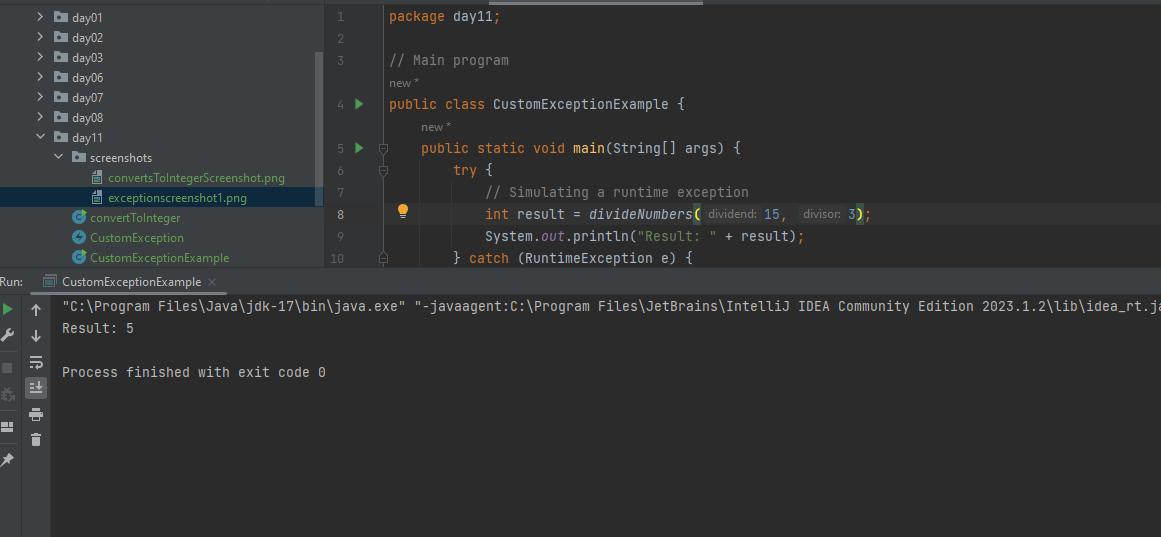 day01
day02
day03
day06
day07
day08
day11
screenshots
convertsToIntegerScreenshot.png
exceptionscreenshot1.png
convertToInteger
CustomException
CustomExceptionExample
1 package day11;
2
3 // Main program
new *
4 public class CustomExceptionExample {
new *
5 public static void main(String[] args) {
6 try {
7 // Simulating a runtime exception
8 int result = divideNumbers( dividend: 15, divisor: 3);
9 System.out.println("Result: " + result);
10 } catch (RuntimeException e) {
Run: CustomExceptionExample
"C:\Program Files\Java\jdk-17\bin\java.exe" "-javaagent:C:\Program Files\JetBrains\IntelliJ IDEA Community Edition 2023.1.2\lib\idea_rt.ja
Result: 5
Process finished with exit code 0